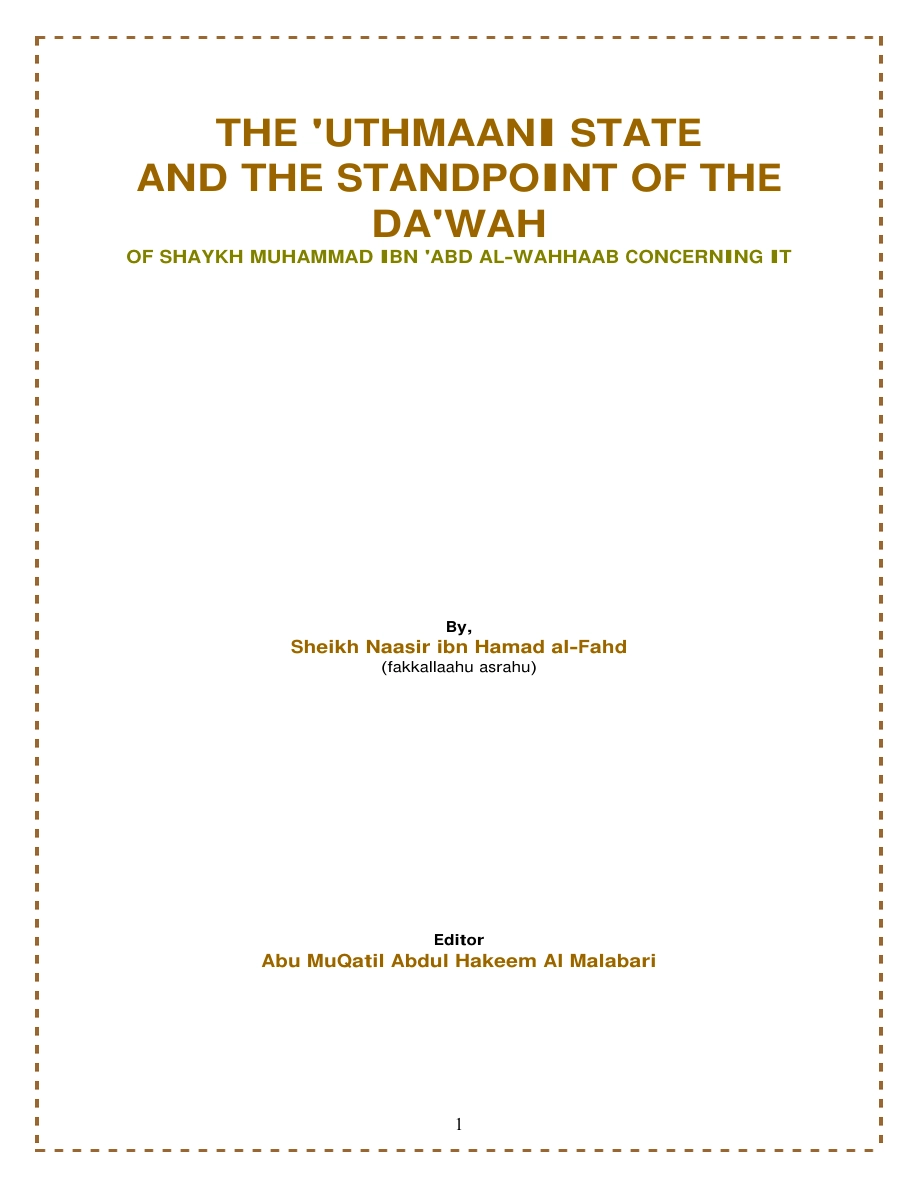 THE 'UTHMAANI STATE
AND THE STANDPOINT OF THE
DA'WAH
OF SHAYKH MUHAMMAD IBN 'ABD AL-WAHHAAB CONCERNING IT
By,
Sheikh Naasir ibn Hamad al-Fahd
(fakkallaahu asrahu)
Editor
Abu MuQatil Abdul Hakeem Al Malabari
1